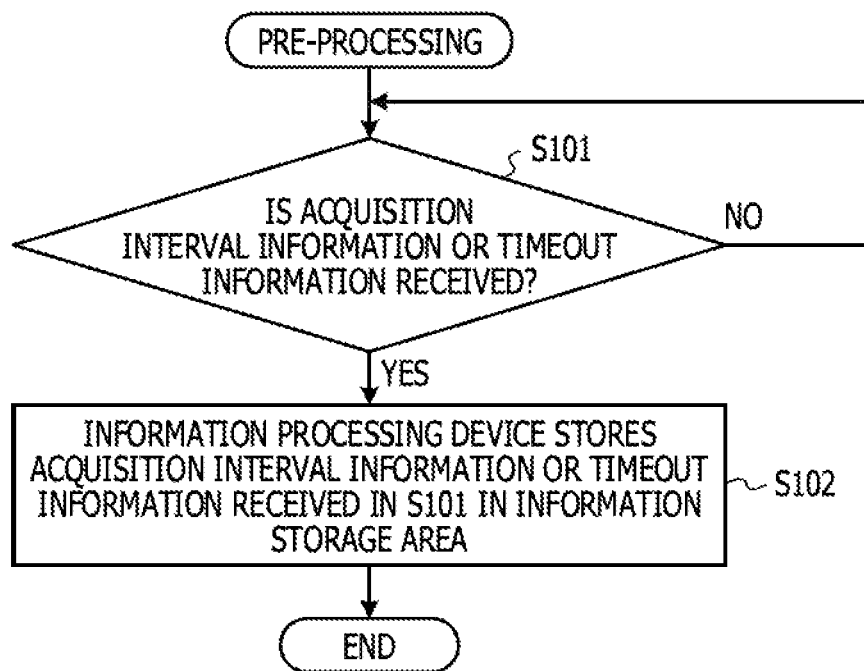 PRE-PROCESSING
S101
IS ACQUISITION
INTERVAL INFORMATION OR TIMEOUT
INFORMATION RECEIVED?
NO
YES
INFORMATION PROCESSING DEVICE STORES
ACQUISITION INTERVAL INFORMATION OR TIMEOUT
INFORMATION RECEIVED IN S101 IN INFORMATION
STORAGE AREA
S102
END